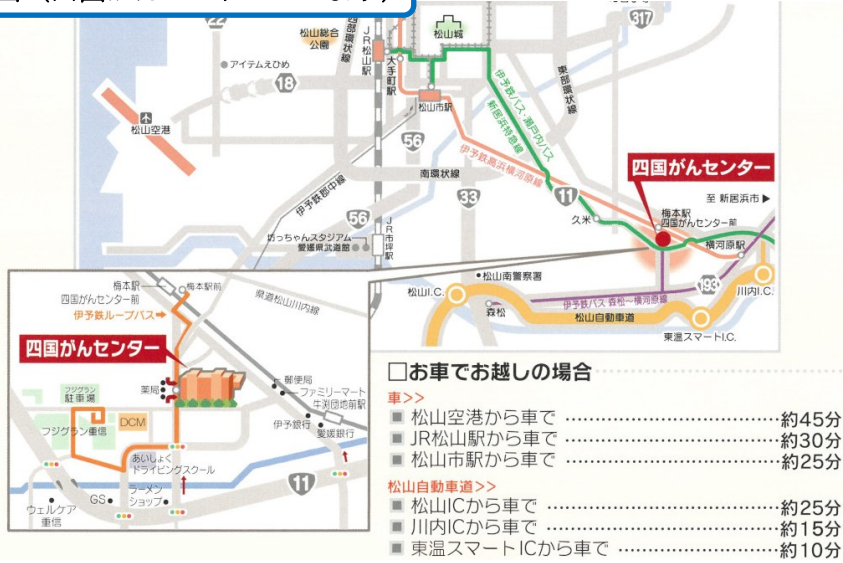 22
317
松山総合
公園
四部環状線
JR松山駅
大手町駅
松山城
アイテムえひめ
18
松山空港
松山市駅
東部環状線
伊予鉄バス・瀬戸内バス
新居浜特急線
56
伊予鉄高浜横河原線
四国がんセンター
南環状線
伊予鉄郡中線
33
11
至 新居浜市▶
久米
梅本駅
四国がんセンター前
横河原駅
56
坊っちゃんスタジアム
愛媛県武道館
JR市坪駅
松山南警察署
193
松山I.C.
川内I.C.
森松
伊予鉄バス 森松～横河原線
松山自動車道
東温スマートI.C.
梅本駅
梅本駅前
四国がんセンター前
伊予鉄ループバス➡
県道松山川内線
四国がんセンター
薬局
郵便局
ファミリーマート
牛渕団地前駅
フジグラン
駐車場
フジグラン重信
DCM
伊予銀行
愛媛銀行
あいしょく
ドライビングスクール
11
GS
ラーメン
ショップ
ウェルケア
重信
□お車でお越しの場合
車>>
■ 松山空港から車で ……………………………約45分
■ JR松山駅から車で ……………………………約30分
■ 松山市駅から車で ……………………………約25分
松山自動車道>>
■ 松山ICから車で ……………………………約25分
■ 川内ICから車で ……………………………約15分
■ 東温スマートICから車で ……………………約10分